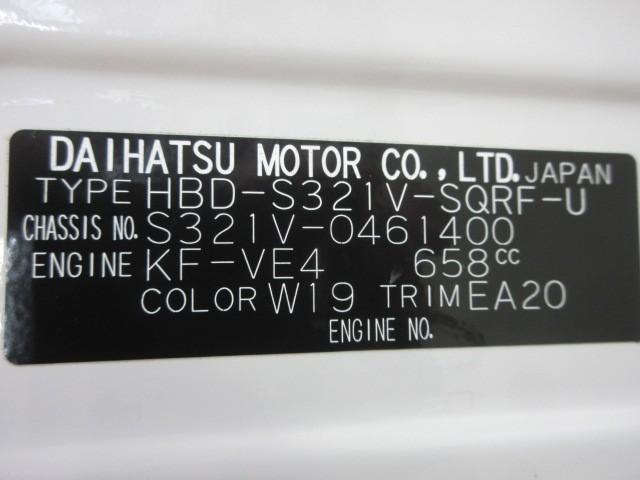 DAIHATSU MOTOR CO., LTD. JAPAN
TYPE HBD-S321V-SQRF-U
CHASSIS NO. S321V-0461400
ENGINE KF-VE4 658cc
COLOR W19 TRIM EA20
ENGINE NO.